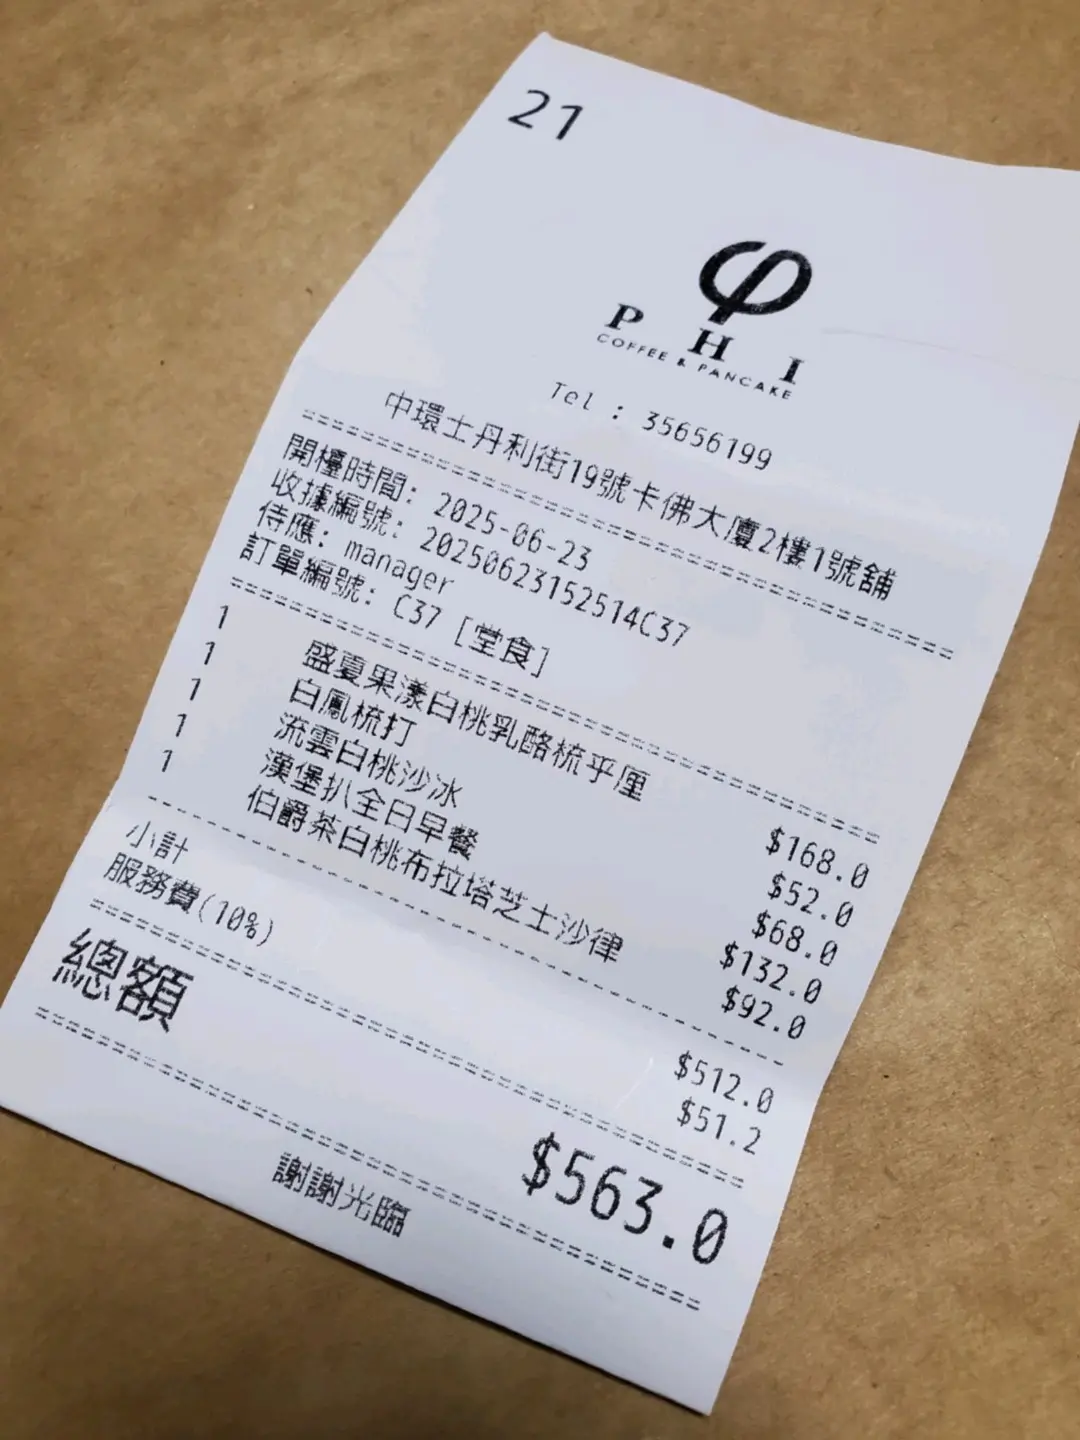 21
φ
P H I
COFFEE & PANCAKE
Tel : 35656199
中環士丹利街19號卡佛大廈2樓1號舖
開檯時間: 2025-06-23
收據編號: 20250623152514C37
侍應: manager
訂單編號: C37 [堂食]
1 盛夏果漾白桃乳酪梳乎厘 $168.0
1 白鳳梳打 $52.0
1 流雲白桃沙冰 $68.0
1 漢堡扒全日早餐 $132.0
1 伯爵茶白桃布拉塔芝士沙律 $92.0
小計 $512.0
服務費(10%) $51.2
總額 $563.0
謝謝光臨